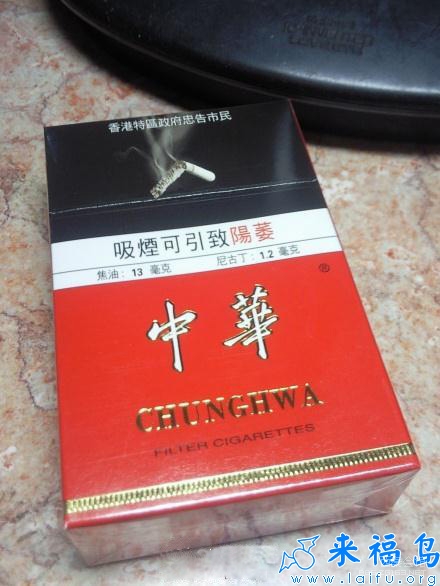 香港特區政府忠告市民
吸煙可引致陽萎
焦油：13 毫克 尼古丁：1.2 毫克
中華®
CHUNGHWA
FILTER CIGARETTES
来福岛
www.laifu.org